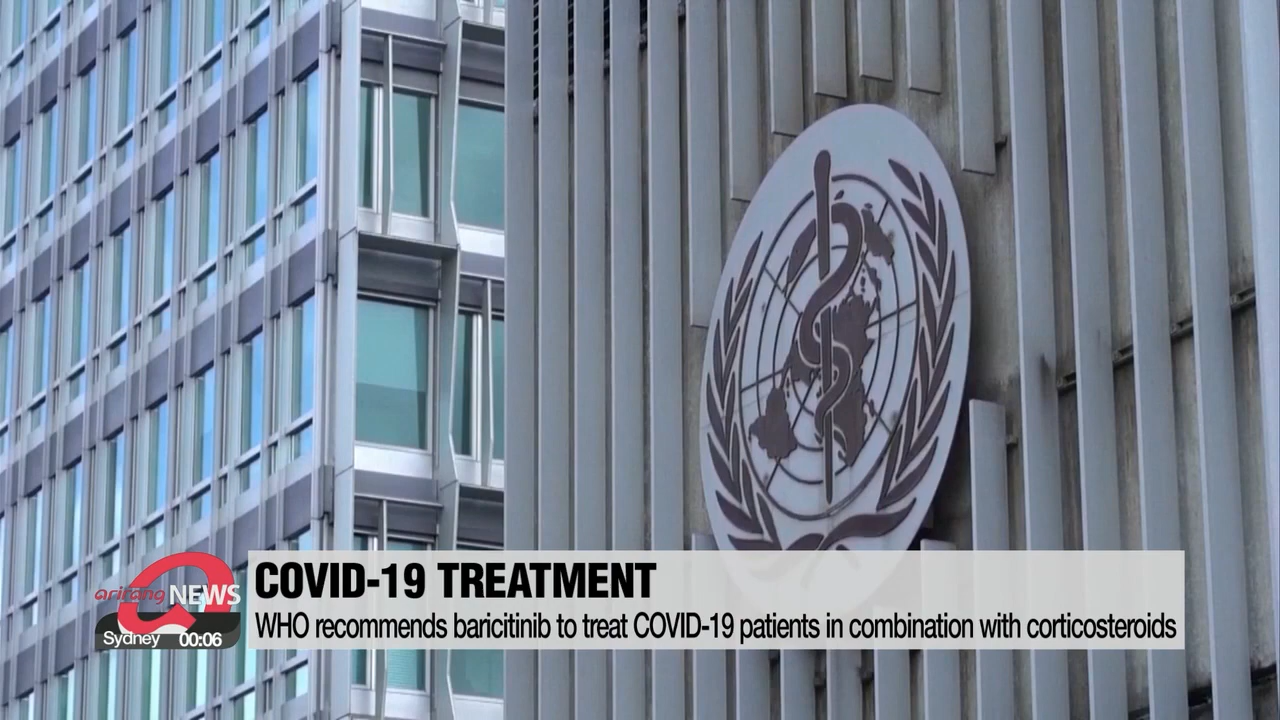 COVID-19 TREATMENT
WHO recommends baricitinib to treat COVID-19 patients in combination with corticosteroids
arirang NEWS
Sydney 00:06